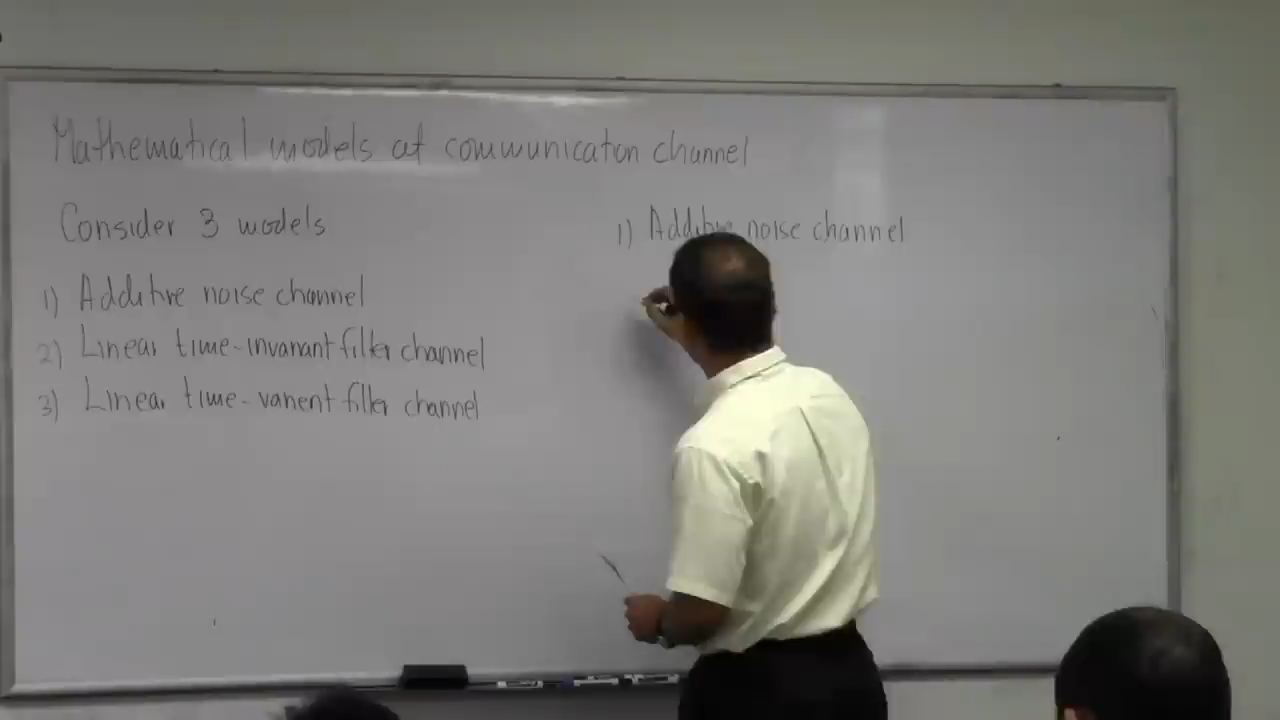 Mathematical models of communication channel
Consider 3 models
1) Additive noise channel
2) Linear time-invariant filter channel
3) Linear time-varient filter channel
1) Additive noise channel